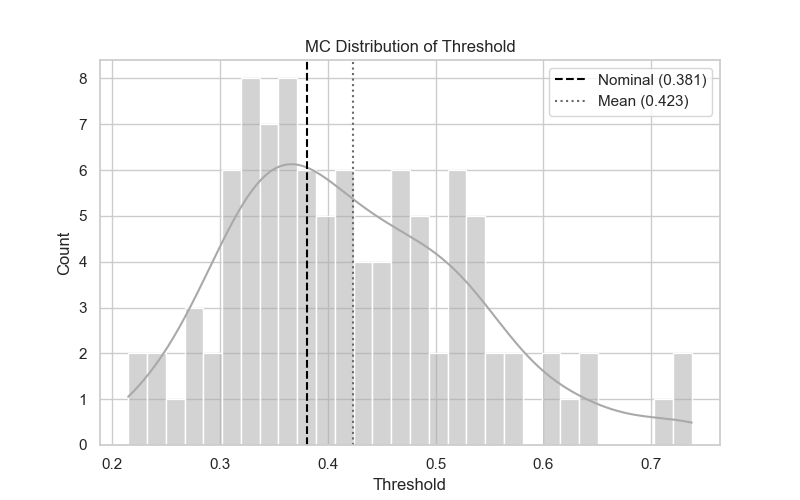 MC Distribution of Threshold
Nominal (0.381)
Mean (0.423)
8
7
6
5
4
3
2
1
0
Count
0.2 0.3 0.4 0.5 0.6 0.7
Threshold